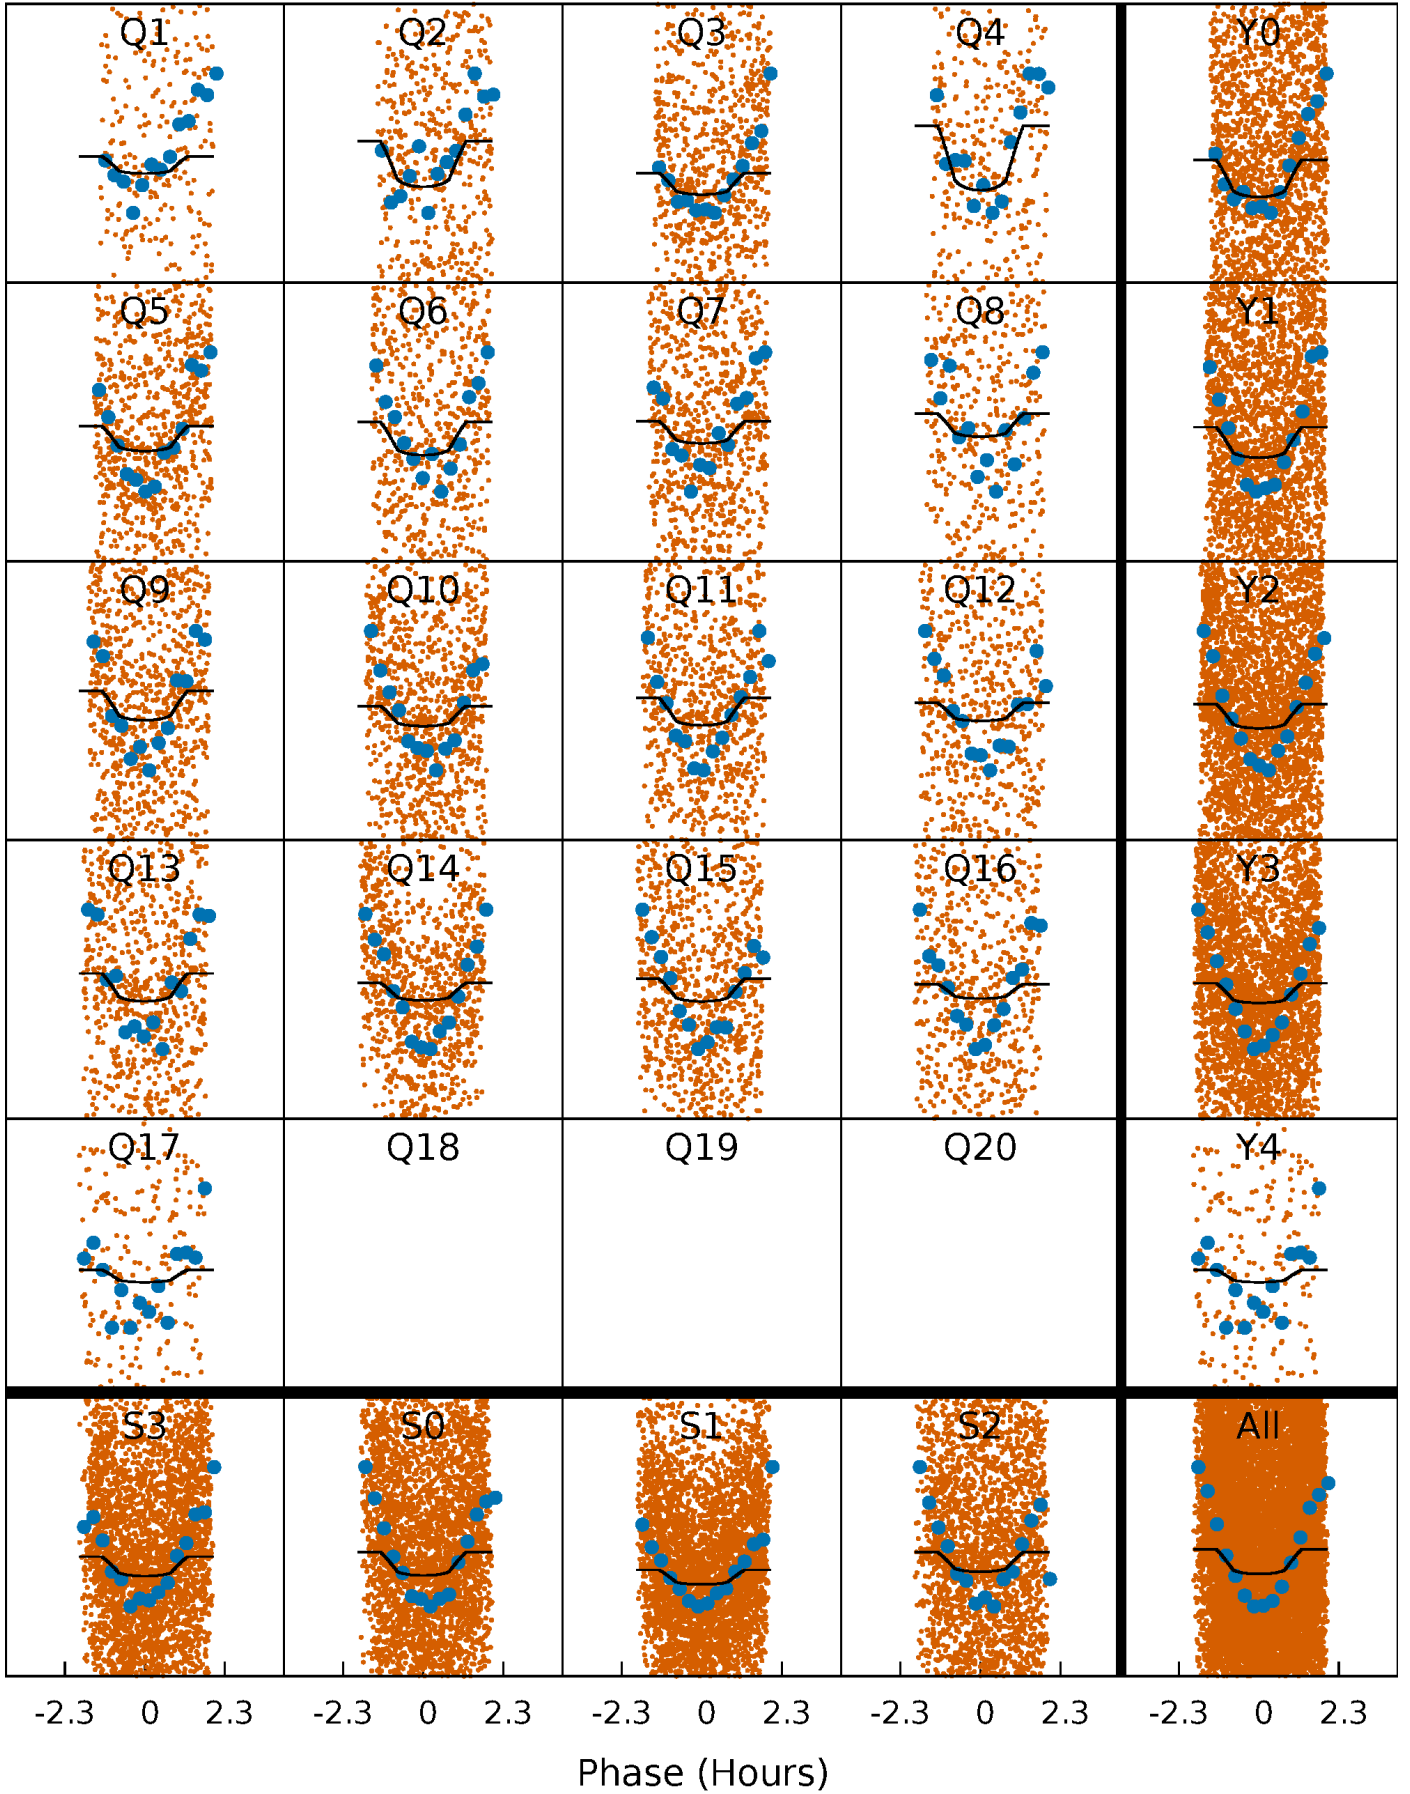 Q1 Q2 Q3 Q4 Y0
Q5 Q6 Q7 Q8 Y1
Q9 Q10 Q11 Q12 Y2
Q13 Q14 Q15 Q16 Y3
Q17 Q18 Q19 Q20 Y4
S3 S0 S1 S2 All
-2.3 0 2.3 -2.3 0 2.3 -2.3 0 2.3 -2.3 0 2.3 -2.3 0 2.3
Phase (Hours)